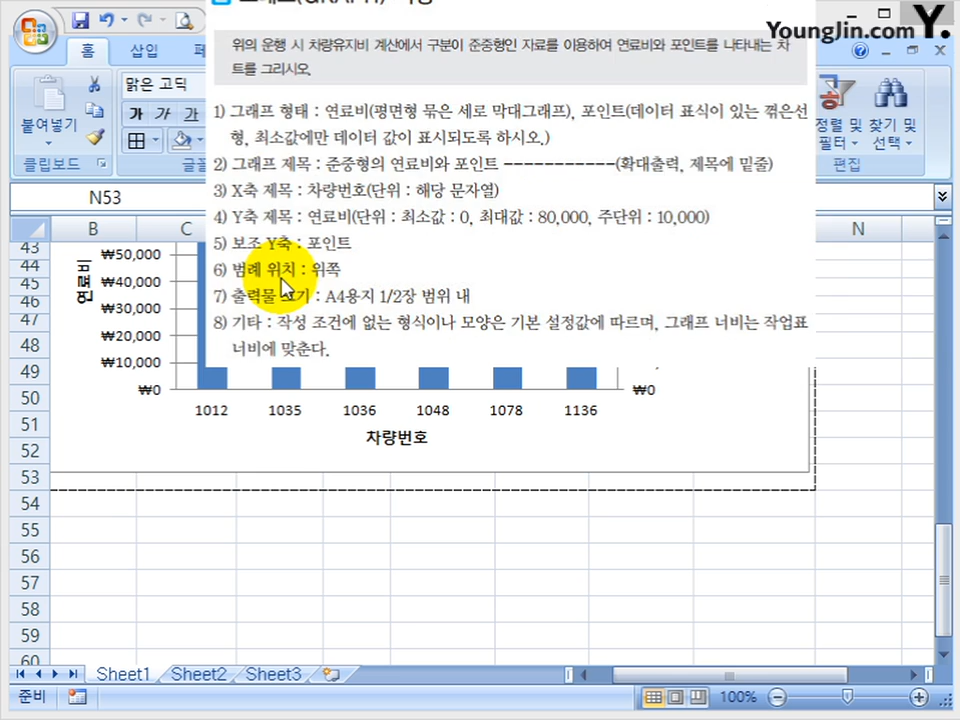 YoungJin.com Y.
홈 삽입 페
맑은 고딕
가 가 가
붙여넣기
클립보드
정렬 및 찾기 및
필터 선택
편집
위의 운행 시 차량유지비 계산에서 구분이 준중형인 자료를 이용하여 연료비와 포인트를 나타내는 차
트를 그리시오.
1) 그래프 형태 : 연료비(평면형 묶은 세로 막대그래프), 포인트(데이터 표식이 있는 꺾은선
형, 최소값에만 데이터 값이 표시되도록 하시오.)
2) 그래프 제목 : 준중형의 연료비와 포인트 -----------(확대출력, 제목에 밑줄)
3) X축 제목 : 차량번호(단위 : 해당 문자열)
4) Y축 제목 : 연료비(단위 : 최소값 : 0, 최대값 : 80,000, 주단위 : 10,000)
5) 보조 Y축 : 포인트
6) 범례 위치 : 위쪽
7) 출력물 크기 : A4용지 1/2장 범위 내
8) 기타 : 작성 조건에 없는 형식이나 모양은 기본 설정값에 따르며, 그래프 너비는 작업표
너비에 맞춘다.
N53
B C N
43
44
45
46
47
48
49
50
51
52
53
54
55
56
57
58
59
60
연료비
₩50,000
₩40,000
₩30,000
₩20,000
₩10,000
₩0 ₩0
1012 1035 1036 1048 1078 1136
차량번호
Sheet1 Sheet2 Sheet3
준비 100%